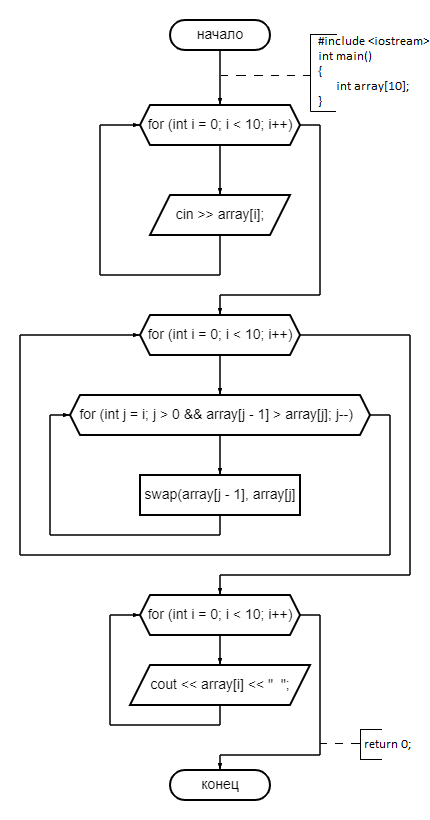 начало
#include <iostream>
int main()
{
int array[10];
}
for (int i = 0; i < 10; i++)
cin >> array[i];
for (int i = 0; i < 10; i++)
for (int j = i; j > 0 && array[j - 1] > array[j]; j--)
swap(array[j - 1], array[j]
for (int i = 0; i < 10; i++)
cout << array[i] << "  ";
return 0;
конец